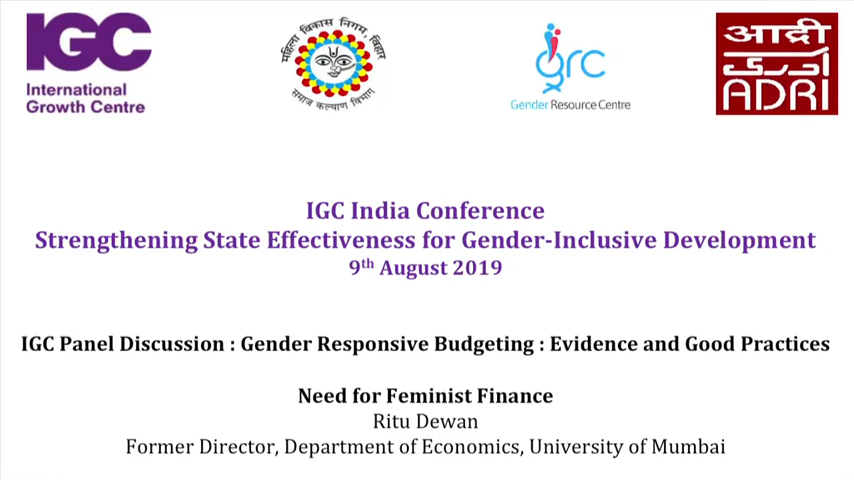 IGC
International
Growth Centre
महिला विकास निगम, बिहार
समाज कल्याण विभाग
grc
Gender Resource Centre
आद्री
ادری
ADRI
IGC India Conference
Strengthening State Effectiveness for Gender-Inclusive Development
9th August 2019
IGC Panel Discussion : Gender Responsive Budgeting : Evidence and Good Practices
Need for Feminist Finance
Ritu Dewan
Former Director, Department of Economics, University of Mumbai